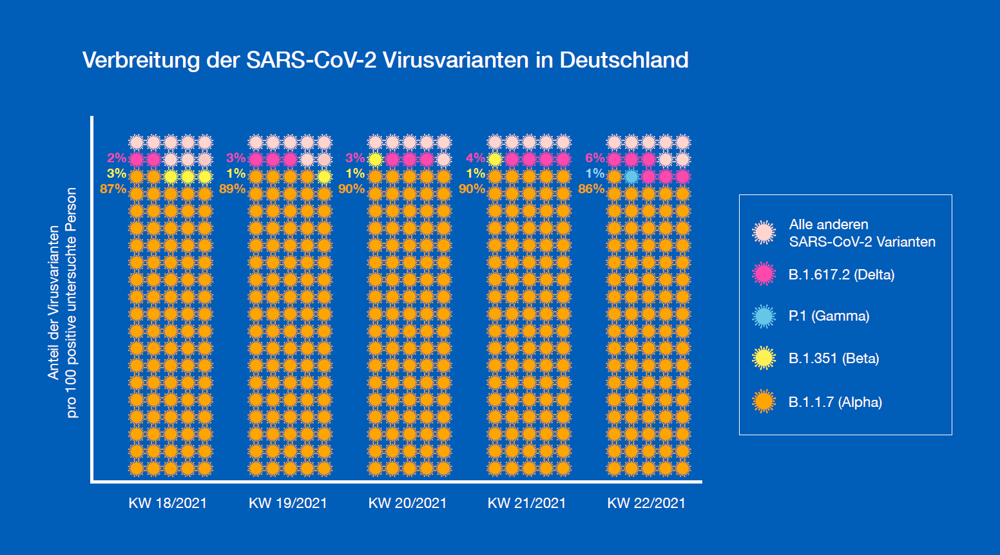 Verbreitung der SARS-CoV-2 Virusvarianten in Deutschland
Anteil der Virusvarianten
pro 100 positive untersuchte Person
2%
3%
87%
3%
1%
89%
3%
1%
90%
4%
1%
90%
6%
1%
86%
KW 18/2021
KW 19/2021
KW 20/2021
KW 21/2021
KW 22/2021
Alle anderen
SARS-CoV-2 Varianten
B.1.617.2 (Delta)
P.1 (Gamma)
B.1.351 (Beta)
B.1.1.7 (Alpha)